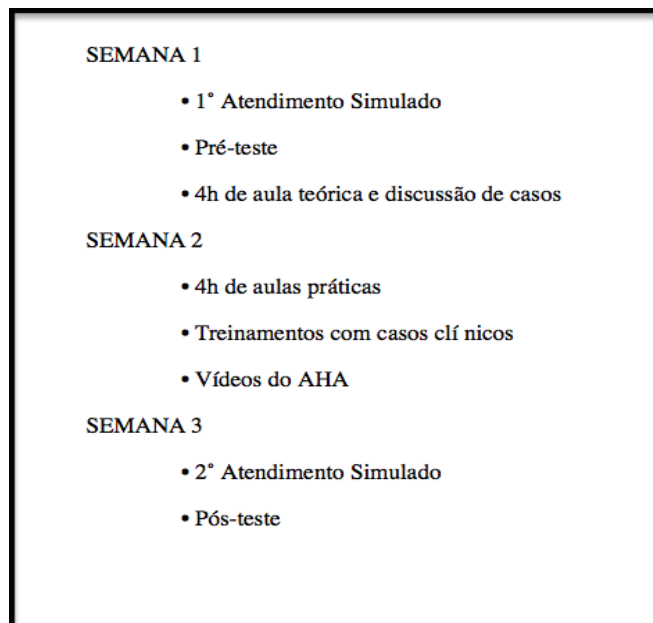 SEMANA 1
• 1˚ Atendimento Simulado
• Pré-teste
• 4h de aula teórica e discussão de casos
SEMANA 2
• 4h de aulas práticas
• Treinamentos com casos clí nicos
• Vídeos do AHA
SEMANA 3
• 2˚ Atendimento Simulado
• Pós-teste